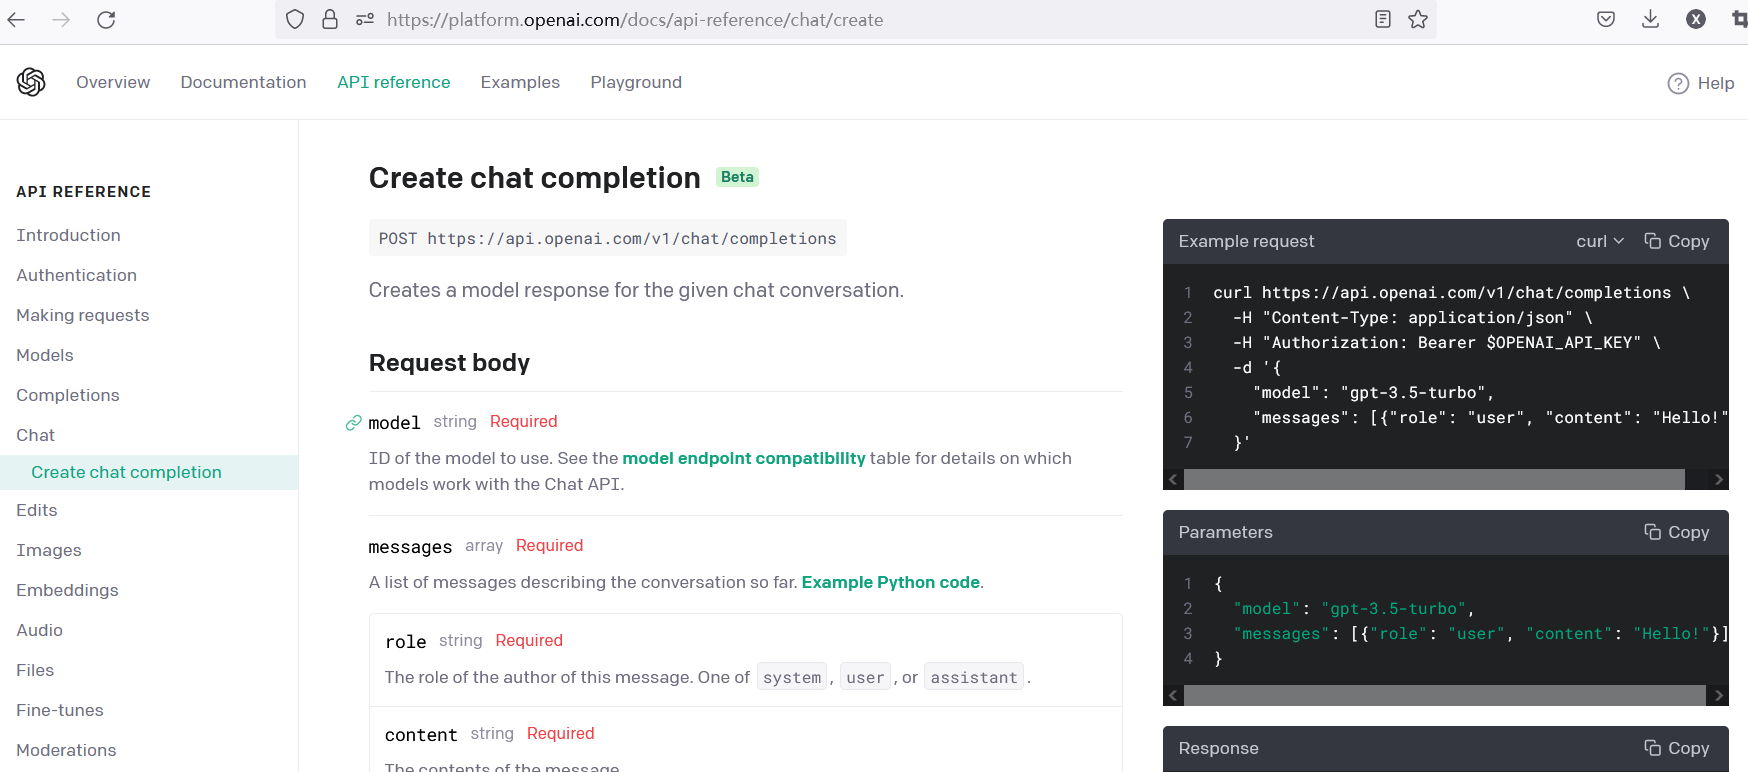 https://platform.openai.com/docs/api-reference/chat/create
X
Overview Documentation API reference Examples Playground
Help
API REFERENCE
Introduction
Authentication
Making requests
Models
Completions
Chat
Create chat completion
Edits
Images
Embeddings
Audio
Files
Fine-tunes
Moderations
Create chat completion Beta
POST https://api.openai.com/v1/chat/completions
Creates a model response for the given chat conversation.
Request body
model string Required
ID of the model to use. See the model endpoint compatibility table for details on which
models work with the Chat API.
messages array Required
A list of messages describing the conversation so far. Example Python code.
role string Required
The role of the author of this message. One of system, user, or assistant.
content string Required
The contents of the message.
Example request curl Copy
1 curl https://api.openai.com/v1/chat/completions \
2 -H "Content-Type: application/json" \
3 -H "Authorization: Bearer $OPENAI_API_KEY" \
4 -d '{
5 "model": "gpt-3.5-turbo",
6 "messages": [{"role": "user", "content": "Hello!"
7 }'
Parameters Copy
1 {
2 "model": "gpt-3.5-turbo",
3 "messages": [{"role": "user", "content": "Hello!"}]
4 }
Response Copy